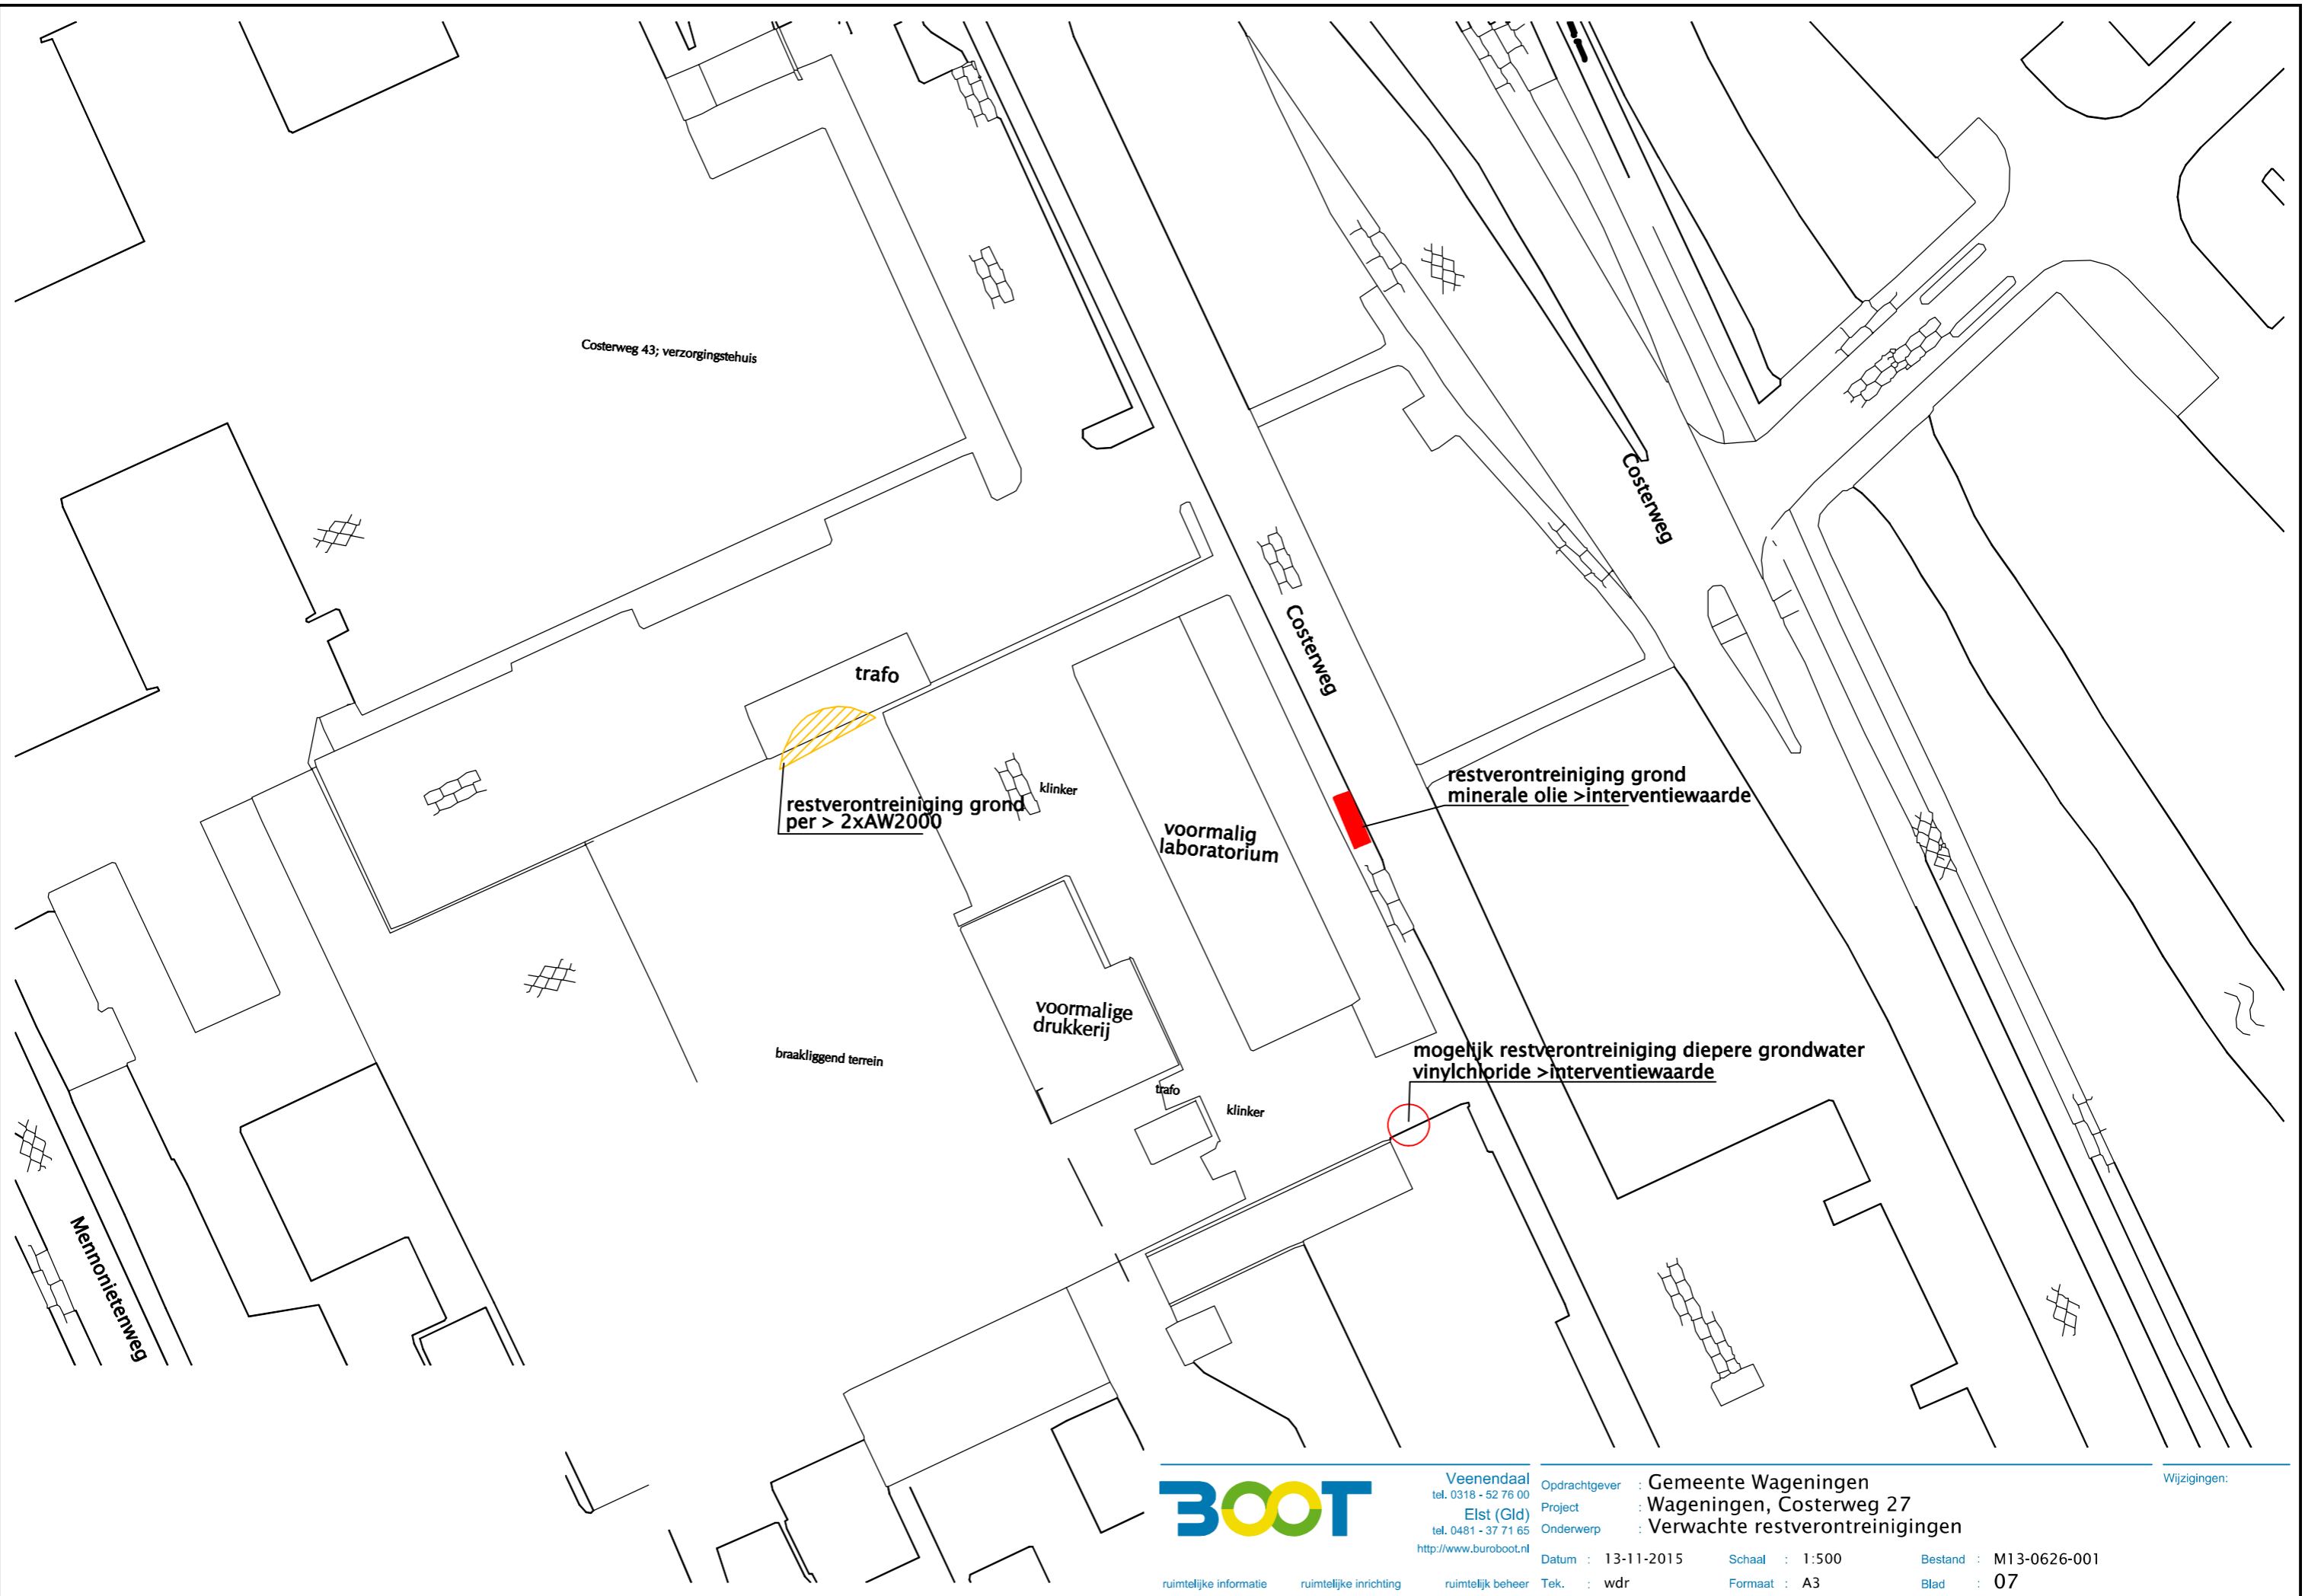 Costerweg 43; verzorgingstehuis
Costerweg
Costerweg
trafo
restverontreiniging grond
per > 2xAW2000
klinker
restverontreiniging grond
minerale olie >interventiewaarde
voormalig
laboratorium
voormalige
drukkerij
braakliggend terrein
mogelijk restverontreiniging diepere grondwater
vinylchloride >interventiewaarde
trafo
klinker
Mennonietenweg
BOOT
Veenendaal
tel. 0318 - 52 76 00
Elst (Gld)
tel. 0481 - 37 71 65
http://www.buroboot.nl
ruimtelijke informatie ruimtelijke inrichting ruimtelijk beheer
Opdrachtgever : Gemeente Wageningen
Project : Wageningen, Costerweg 27
Onderwerp : Verwachte restverontreinigingen
Datum : 13-11-2015 Schaal : 1:500 Bestand : M13-0626-001
Tek. : wdr Formaat : A3 Blad : 07
Wijzigingen: